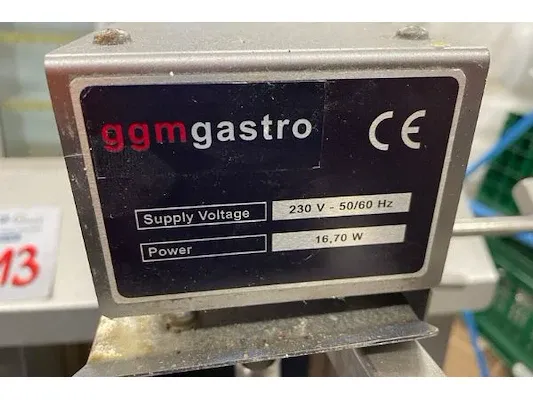 ggmgastro
CE
Supply Voltage 230 V - 50/60 Hz
Power 16,70 W
13